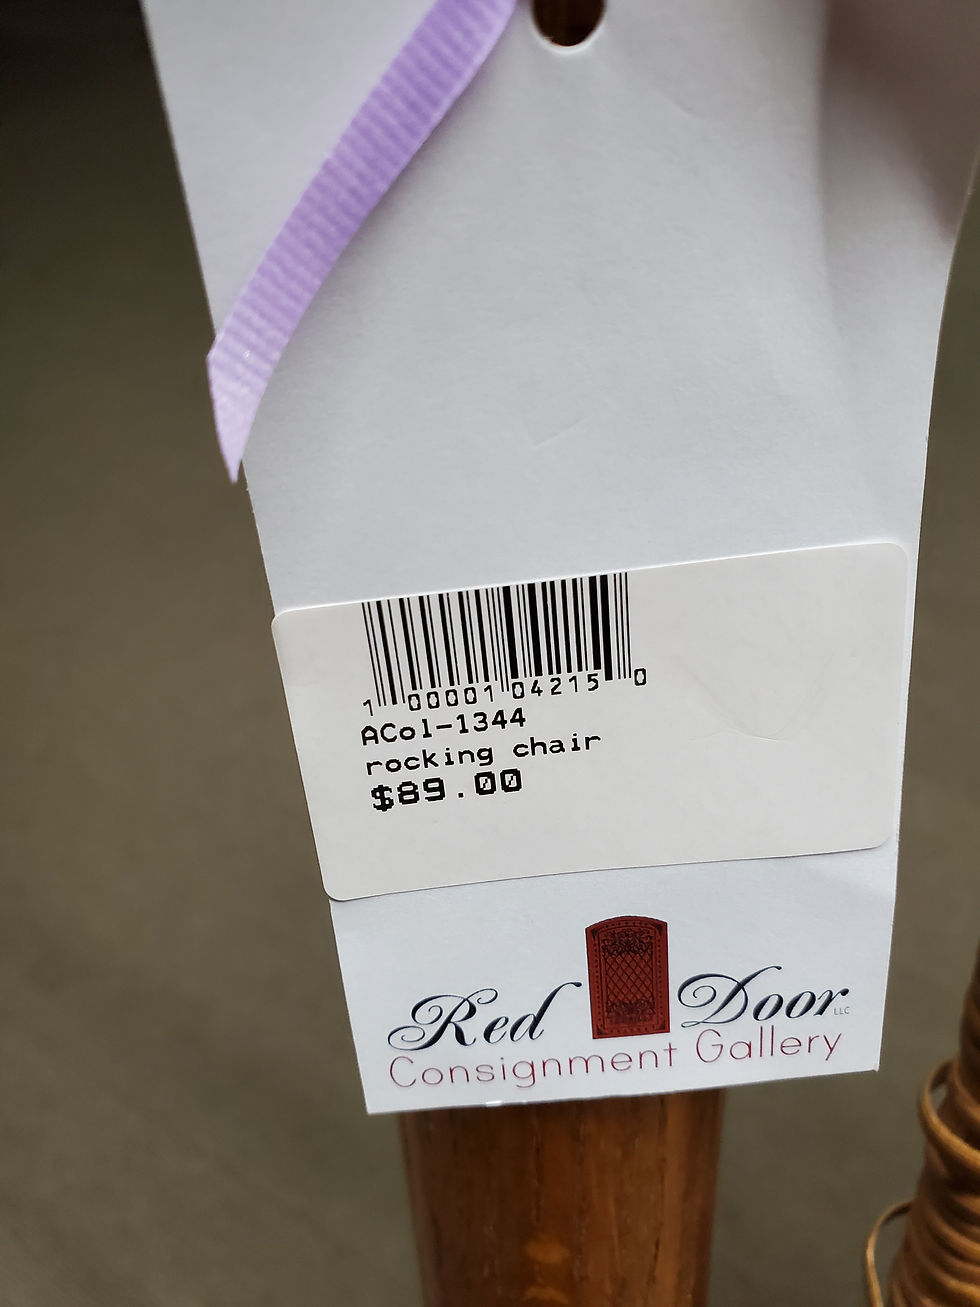 1 00001 04215 0
ACol-1344
rocking chair
$89.00
Red Door LLC
Consignment Gallery